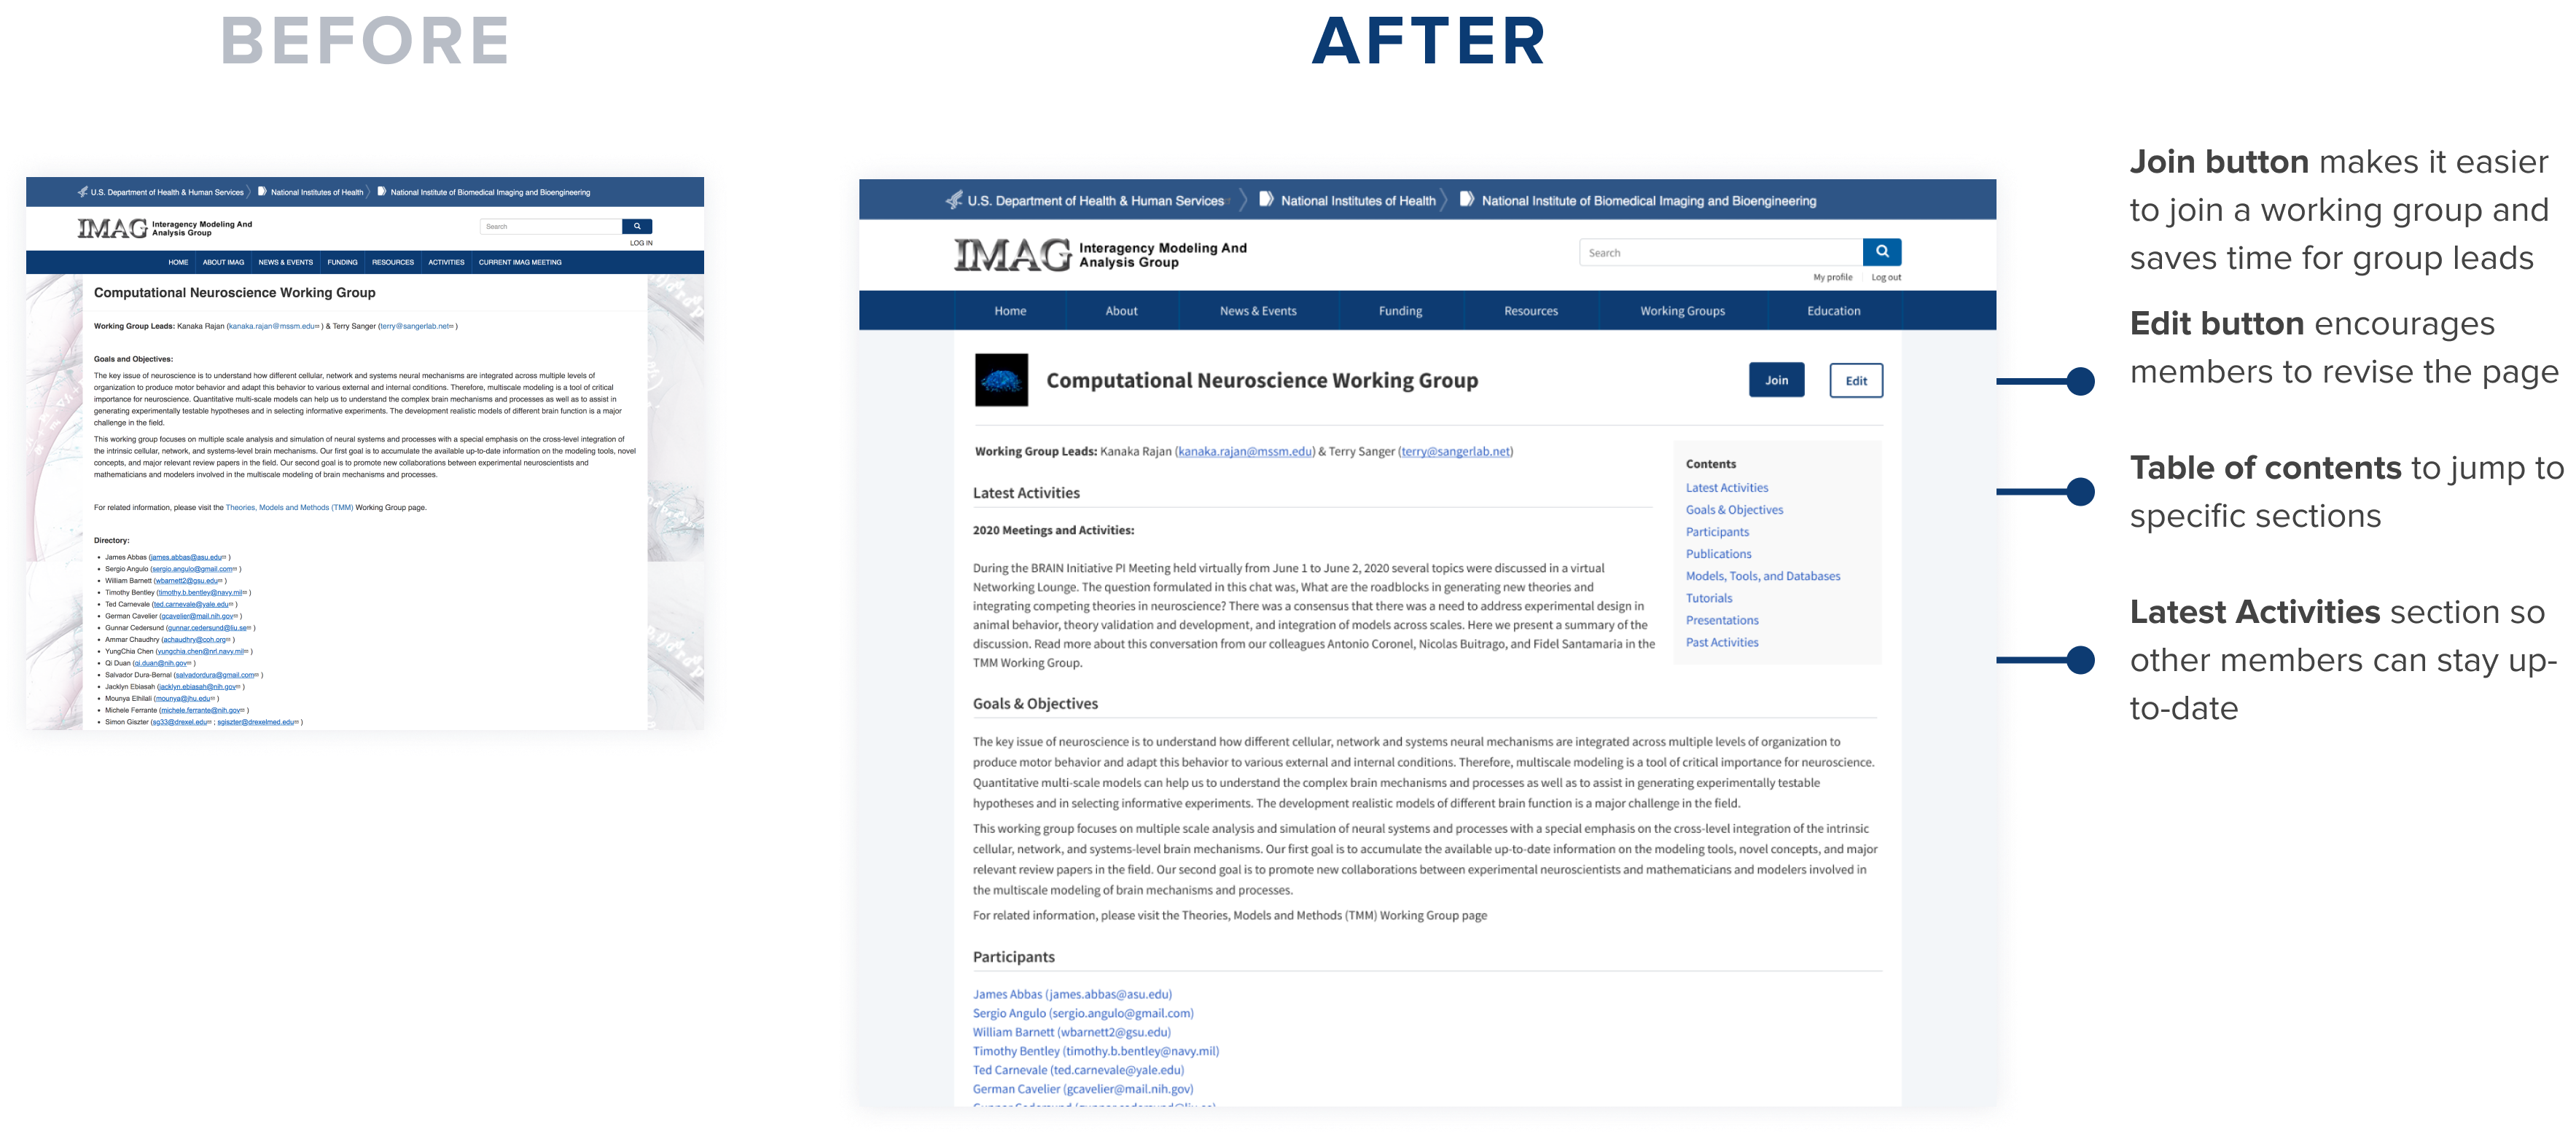 BEFORE
AFTER
U.S. Department of Health & Human Services
National Institutes of Health
National Institute of Biomedical Imaging and Bioengineering
IMAG
Interagency Modeling And
Analysis Group
Search
LOG IN
HOME
ABOUT IMAG
NEWS & EVENTS
FUNDING
RESOURCES
ACTIVITIES
CURRENT IMAG MEETING
Computational Neuroscience Working Group
Working Group Leads: Kanaka Rajan (kanaka.rajan@mssm.edu) & Terry Sanger (terry@sangerlab.net)
Goals and Objectives:
The key issue of neuroscience is to understand how different cellular, network and systems neural mechanisms are integrated across multiple levels of
organization to produce motor behavior and adapt this behavior to various external and internal conditions. Therefore, multiscale modeling is a tool of critical
importance for neuroscience. Quantitative multi-scale models can help us to understand the complex brain mechanisms and processes as well as to assist in
generating experimentally testable hypotheses and in selecting informative experiments. The development realistic models of different brain function is a major
challenge in the field.
This working group focuses on multiple scale analysis and simulation of neural systems and processes with a special emphasis on the cross-level integration of
the intrinsic cellular, network, and systems-level brain mechanisms. Our first goal is to accumulate the available up-to-date information on the modeling tools, novel
concepts, and major relevant review papers in the field. Our second goal is to promote new collaborations between experimental neuroscientists and
mathematicians and modelers involved in the multiscale modeling of brain mechanisms and processes.
For related information, please visit the Theories, Models and Methods (TMM) Working Group page.
Directory:
James Abbas (james.abbas@asu.edu)
Sergio Angulo (sergio.angulo@gmail.com)
William Barnett (wbarnett2@gsu.edu)
Timothy Bentley (timothy.b.bentley@navy.mil)
Ted Carnevale (ted.carnevale@yale.edu)
German Cavelier (gcavelier@mail.nih.gov)
Gunnar Cedersund (gunnar.cedersund@liu.se)
Ammar Chaudhry (achaudhry@coh.org)
YungChia Chen (yungchia.chen@nrl.navy.mil)
Qi Duan (qi.duan@nih.gov)
Salvador Dura-Bernal (salvadordura@gmail.com)
Jacklyn Ebiasah (jacklyn.ebiasah@nih.gov)
Mounya Elhilali (mounya@jhu.edu)
Michele Ferrante (michele.ferrante@nih.gov)
Simon Giszter (sg33@drexel.edu ; sgiszter@drexelmed.edu)
U.S. Department of Health & Human Services
National Institutes of Health
National Institute of Biomedical Imaging and Bioengineering
IMAG
Interagency Modeling And
Analysis Group
Search
My profile
Log out
Home
About
News & Events
Funding
Resources
Working Groups
Education
Computational Neuroscience Working Group
Join
Edit
Working Group Leads: Kanaka Rajan (kanaka.rajan@mssm.edu) & Terry Sanger (terry@sangerlab.net)
Latest Activities
2020 Meetings and Activities:
During the BRAIN Initiative PI Meeting held virtually from June 1 to June 2, 2020 several topics were discussed in a virtual
Networking Lounge. The question formulated in this chat was, What are the roadblocks in generating new theories and
integrating competing theories in neuroscience? There was a consensus that there was a need to address experimental design in
animal behavior, theory validation and development, and integration of models across scales. Here we present a summary of the
discussion. Read more about this conversation from our colleagues Antonio Coronel, Nicolas Buitrago, and Fidel Santamaria in the
TMM Working Group.
Contents
Latest Activities
Goals & Objectives
Participants
Publications
Models, Tools, and Databases
Tutorials
Presentations
Past Activities
Goals & Objectives
The key issue of neuroscience is to understand how different cellular, network and systems neural mechanisms are integrated across multiple levels of organization to
produce motor behavior and adapt this behavior to various external and internal conditions. Therefore, multiscale modeling is a tool of critical importance for neuroscience.
Quantitative multi-scale models can help us to understand the complex brain mechanisms and processes as well as to assist in generating experimentally testable
hypotheses and in selecting informative experiments. The development realistic models of different brain function is a major challenge in the field.
This working group focuses on multiple scale analysis and simulation of neural systems and processes with a special emphasis on the cross-level integration of the intrinsic
cellular, network, and systems-level brain mechanisms. Our first goal is to accumulate the available up-to-date information on the modeling tools, novel concepts, and major
relevant review papers in the field. Our second goal is to promote new collaborations between experimental neuroscientists and mathematicians and modelers involved in
the multiscale modeling of brain mechanisms and processes.
For related information, please visit the Theories, Models and Methods (TMM) Working Group page
Participants
James Abbas (james.abbas@asu.edu)
Sergio Angulo (sergio.angulo@gmail.com)
William Barnett (wbarnett2@gsu.edu)
Timothy Bentley (timothy.b.bentley@navy.mil)
Ted Carnevale (ted.carnevale@yale.edu)
German Cavelier (gcavelier@mail.nih.gov)
Join button makes it easier
to join a working group and
saves time for group leads
Edit button encourages
members to revise the page
Table of contents to jump to
specific sections
Latest Activities section so
other members can stay up-
to-date